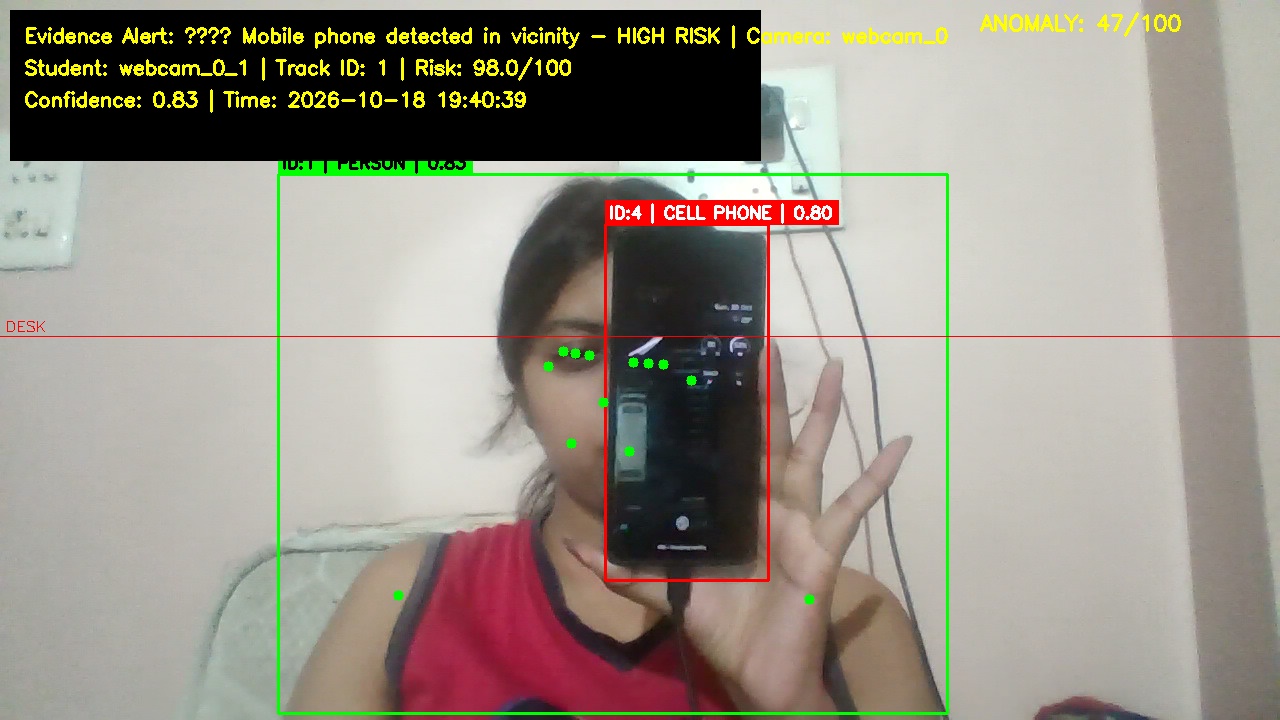 Evidence Alert: ???? Mobile phone detected in vicinity - HIGH RISK | Camera: webcam_0
ANOMALY: 47/100
Student: webcam_0_1 | Track ID: 1 | Risk: 98.0/100
Confidence: 0.83 | Time: 2026-10-18 19:40:39
ID:1 | PERSON | 0.83
ID:4 | CELL PHONE | 0.80
DESK